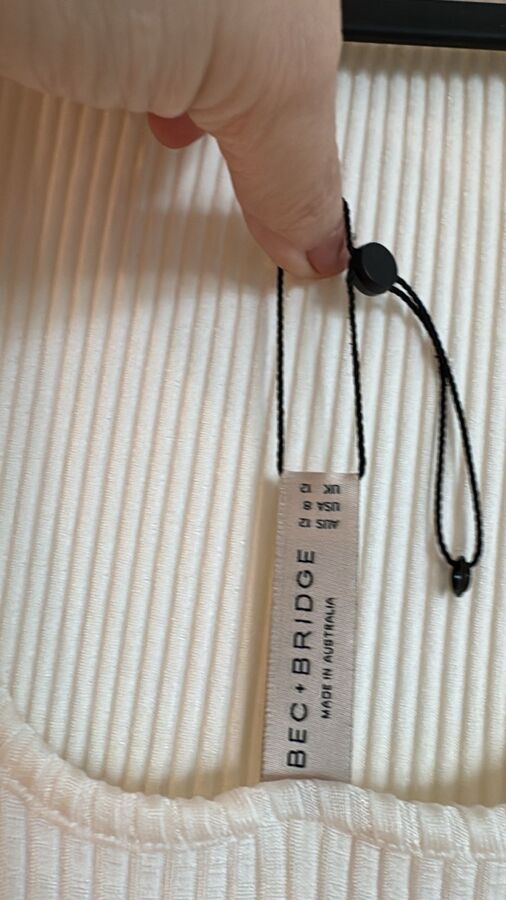 BEC+BRIDGE
MADE IN AUSTRALIA
AUS 12
USA 8
UK 12